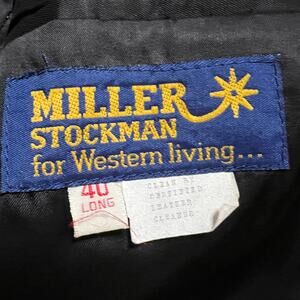 MILLER
STOCKMAN
for Western living...
40
LONG
CLEAN BY
CERTIFIED
LEATHER
CLEANER